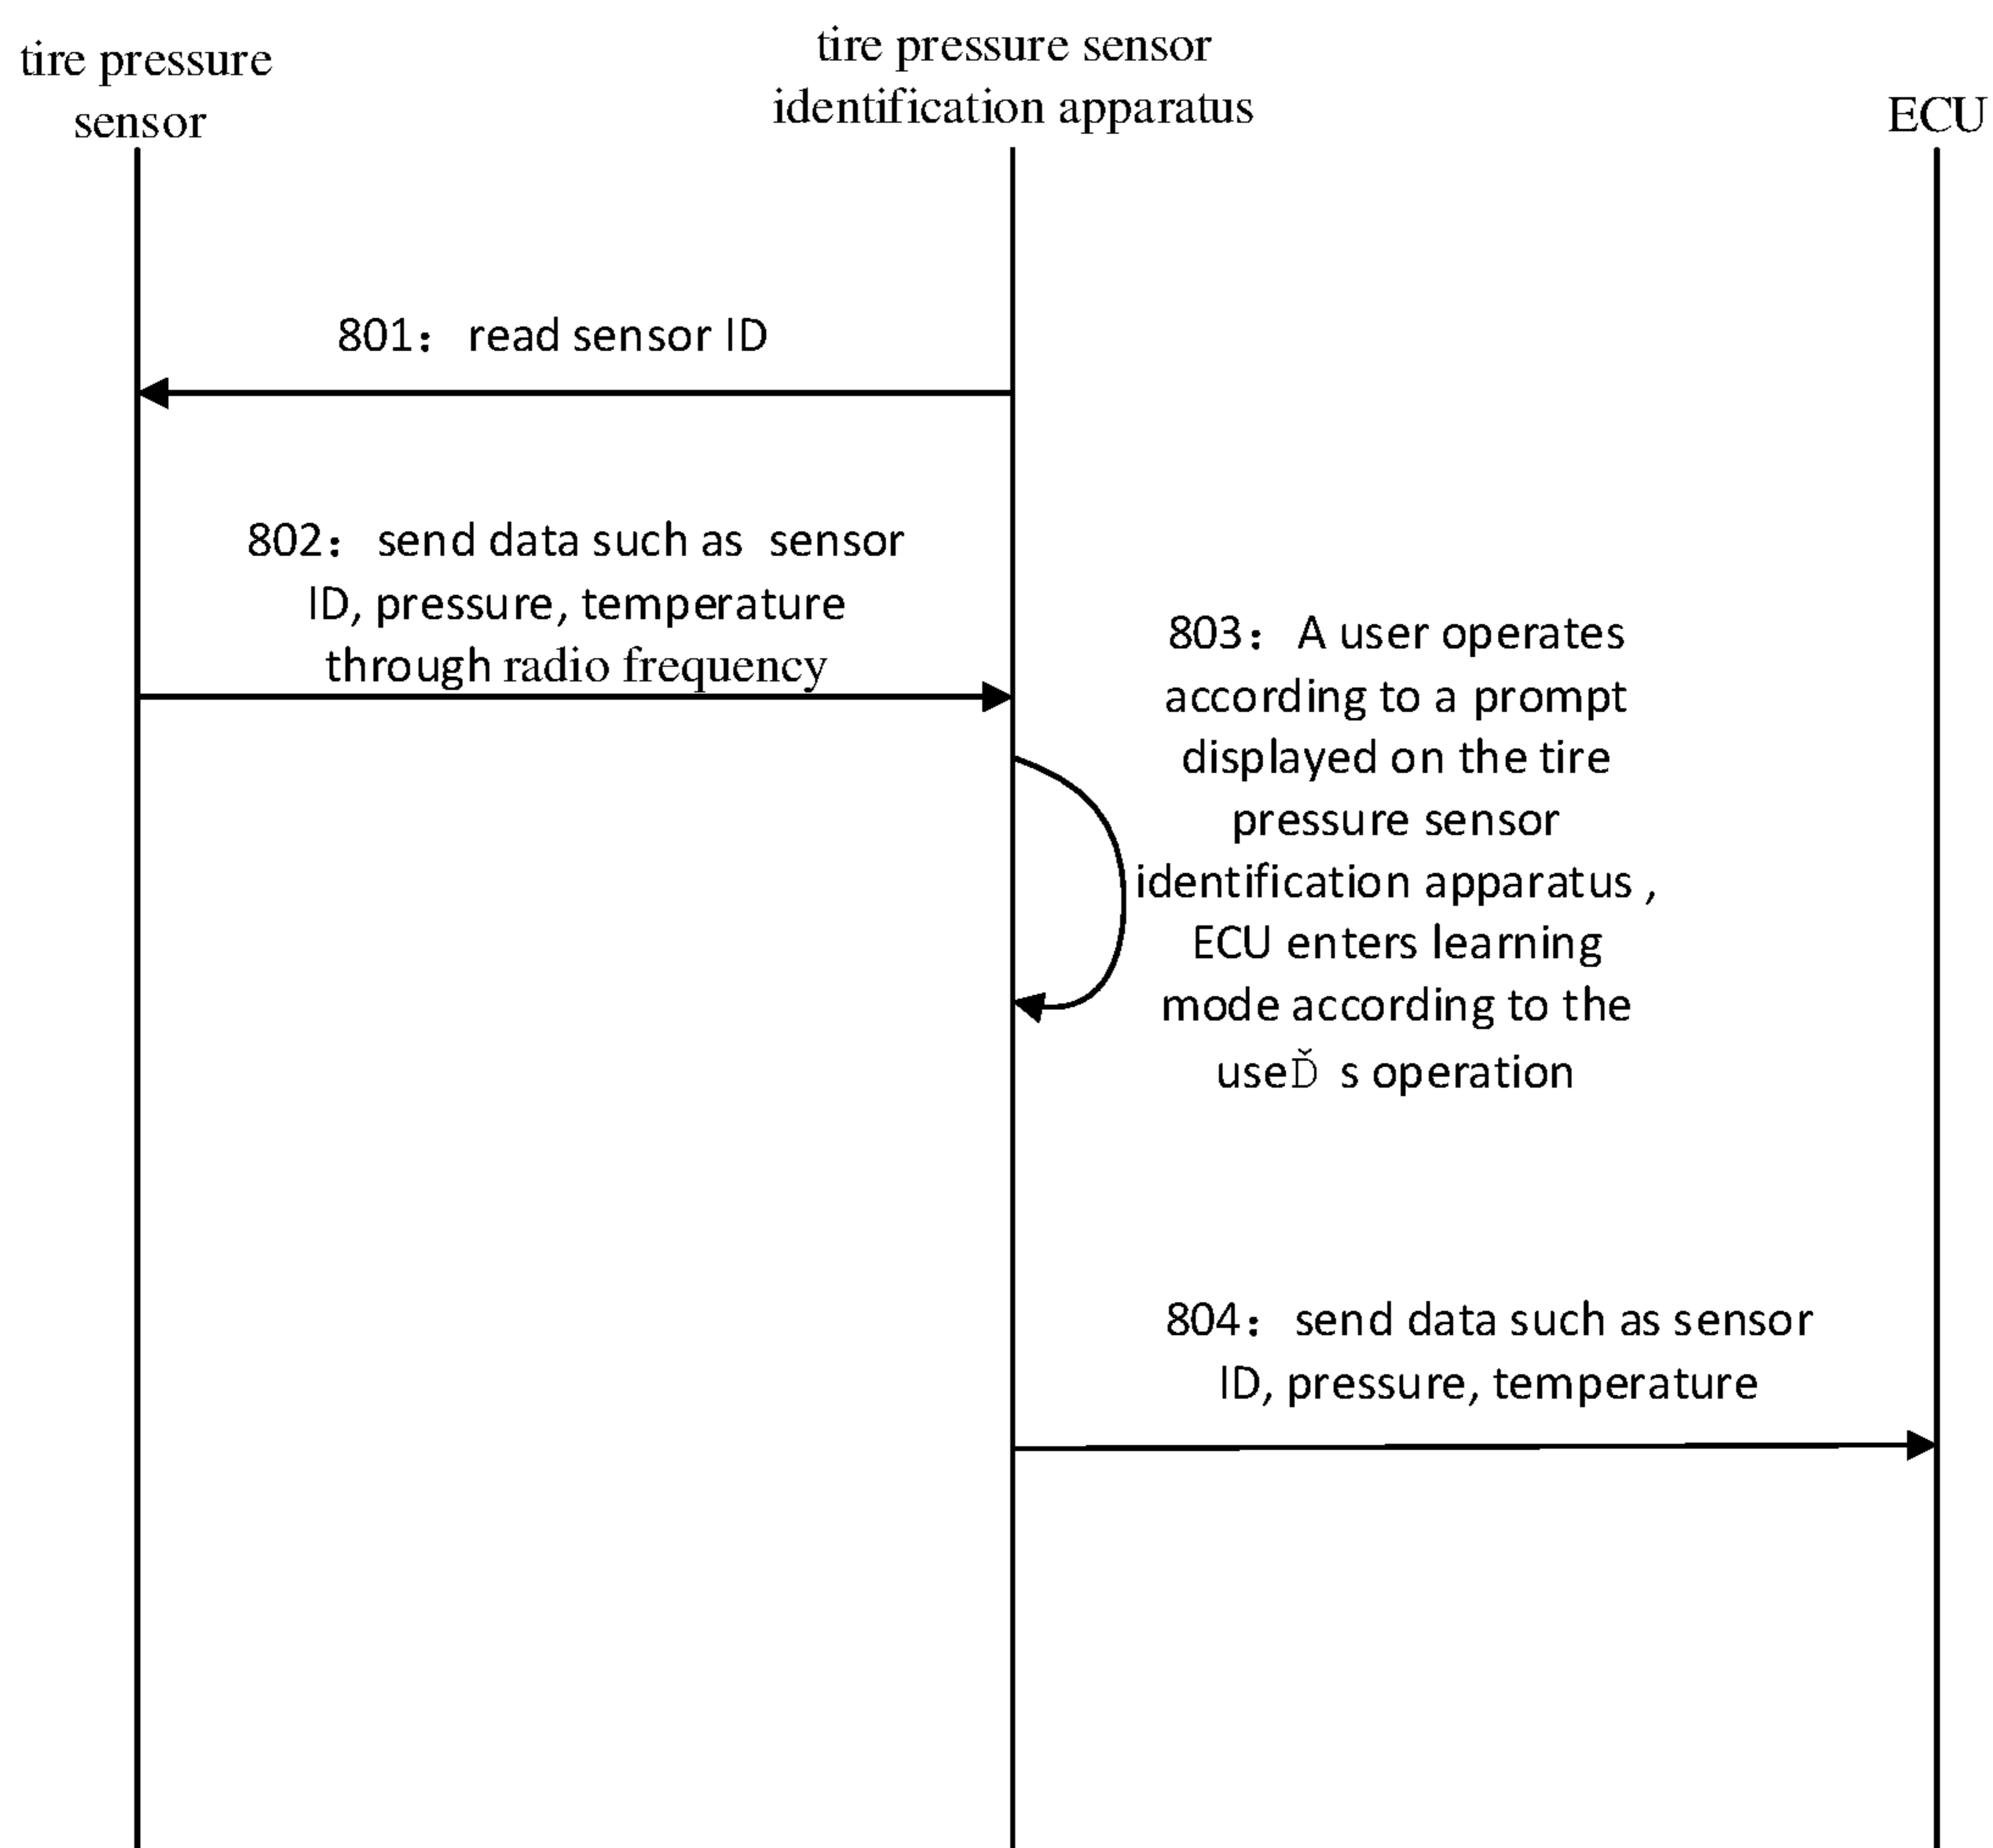 tire pressure
sensor
tire pressure sensor
identification apparatus
ECU
801： read sensor ID
802： send data such as sensor
ID, pressure, temperature
through radio frequency
803： A user operates
according to a prompt
displayed on the tire
pressure sensor
identification apparatus ,
ECU enters learning
mode according to the
useĎ s operation
804： send data such as sensor
ID, pressure, temperature